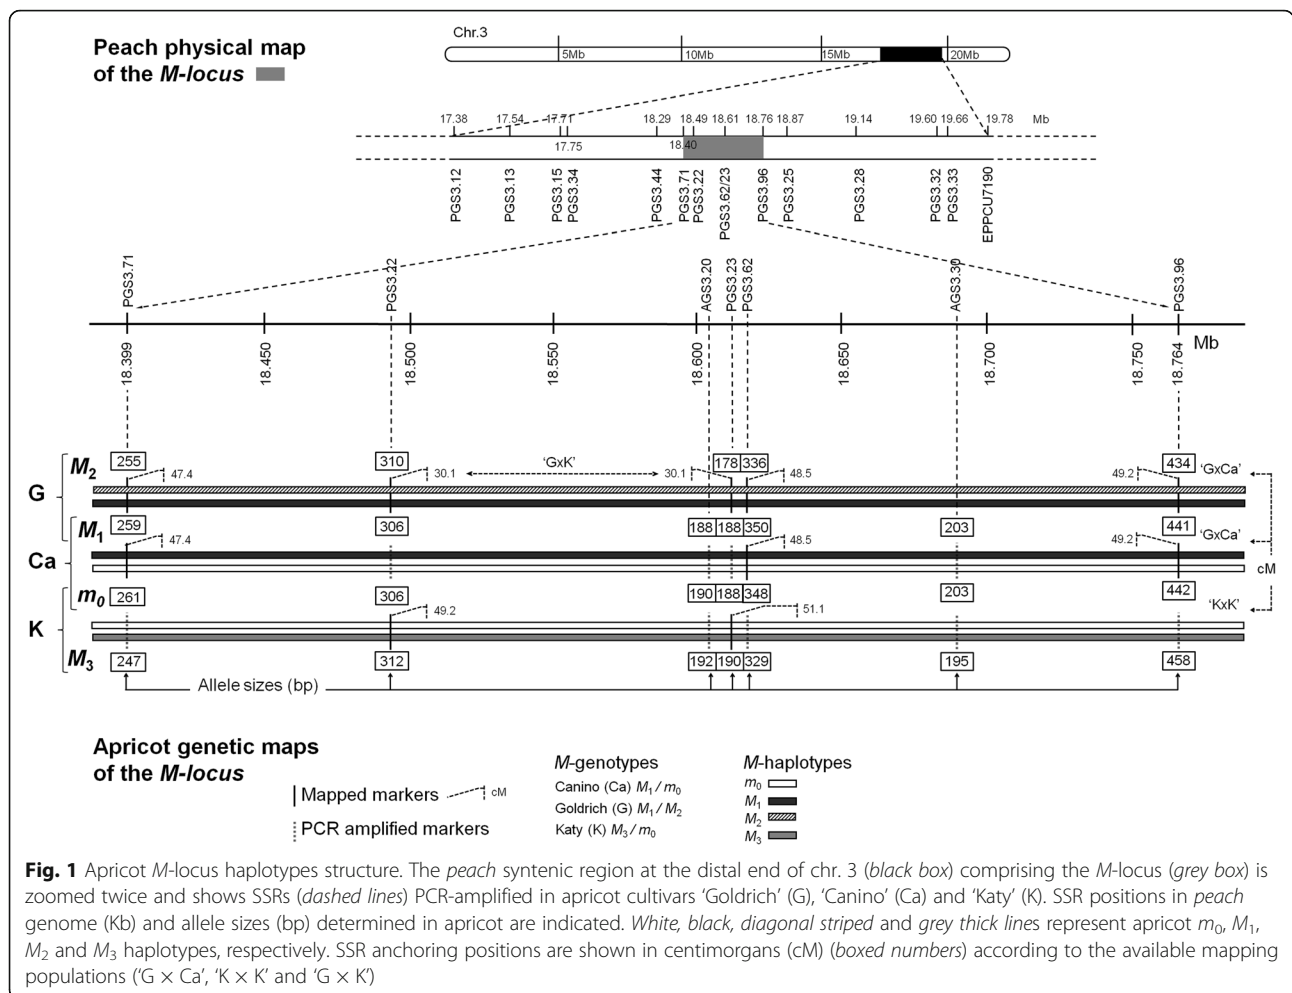 Peach physical map
of the M-locus
Chr.3
5Mb 10Mb 15Mb 20Mb
17.38 17.54 17.71 18.29 18.49 18.61 18.76 18.87 19.14 19.60 19.66 19.78 Mb
17.75 18.40
PGS3.12 PGS3.13 PGS3.15 PGS3.34 PGS3.44 PGS3.71 PGS3.22 PGS3.62/23 PGS3.96 PGS3.25 PGS3.28 PGS3.32 PGS3.33 EPPCU7190
PGS3.71 PGS3.22 AGS3.20 PGS3.23 PGS3.62 AGS3.30 PGS3.96
Mb
18.399 18.450 18.500 18.550 18.600 18.650 18.700 18.750 18.764
M2 255 310 178 336 434
47.4 30.1 'GxK' 30.1 48.5 49.2 'GxCa'
G
M1 259 306 188 188 350 203 441
47.4 48.5 49.2 'GxCa'
Ca cM
m0 261 306 190 188 348 203 442
49.2 51.1 'KxK'
K
M3 247 312 192 190 329 195 458
Allele sizes (bp)
Apricot genetic maps
of the M-locus
Mapped markers cM
PCR amplified markers
M-genotypes
Canino (Ca) M1/m0
Goldrich (G) M1/M2
Katy (K) M3/m0
M-haplotypes
m0
M1
M2
M3
Fig. 1 Apricot M-locus haplotypes structure. The peach syntenic region at the distal end of chr. 3 (black box) comprising the M-locus (grey box) is
zoomed twice and shows SSRs (dashed lines) PCR-amplified in apricot cultivars 'Goldrich' (G), 'Canino' (Ca) and 'Katy' (K). SSR positions in peach
genome (Kb) and allele sizes (bp) determined in apricot are indicated. White, black, diagonal striped and grey thick lines represent apricot m0, M1,
M2 and M3 haplotypes, respectively. SSR anchoring positions are shown in centimorgans (cM) (boxed numbers) according to the available mapping
populations ('G × Ca', 'K × K' and 'G × K')